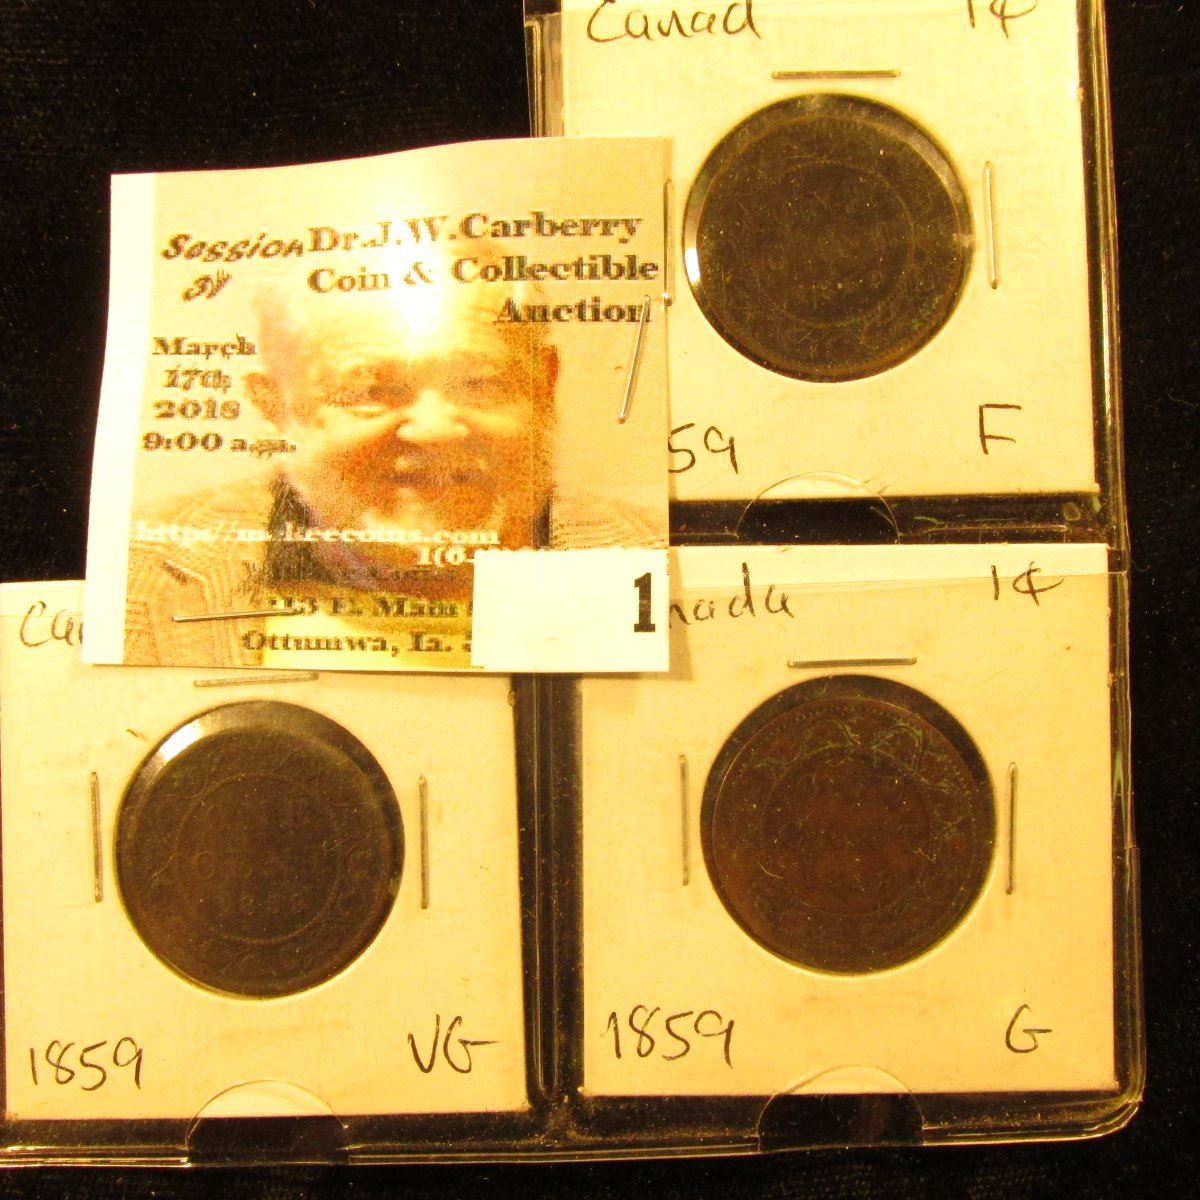 Canad 1¢
Session Dr. J.W. Carberry
Coin & Collectible
Auction
March
17th
2018
9:00 a.m.
59 F
1
E. Main
Ottumwa, Ia.
nada 1¢
Ca
1859 VG
1859 G